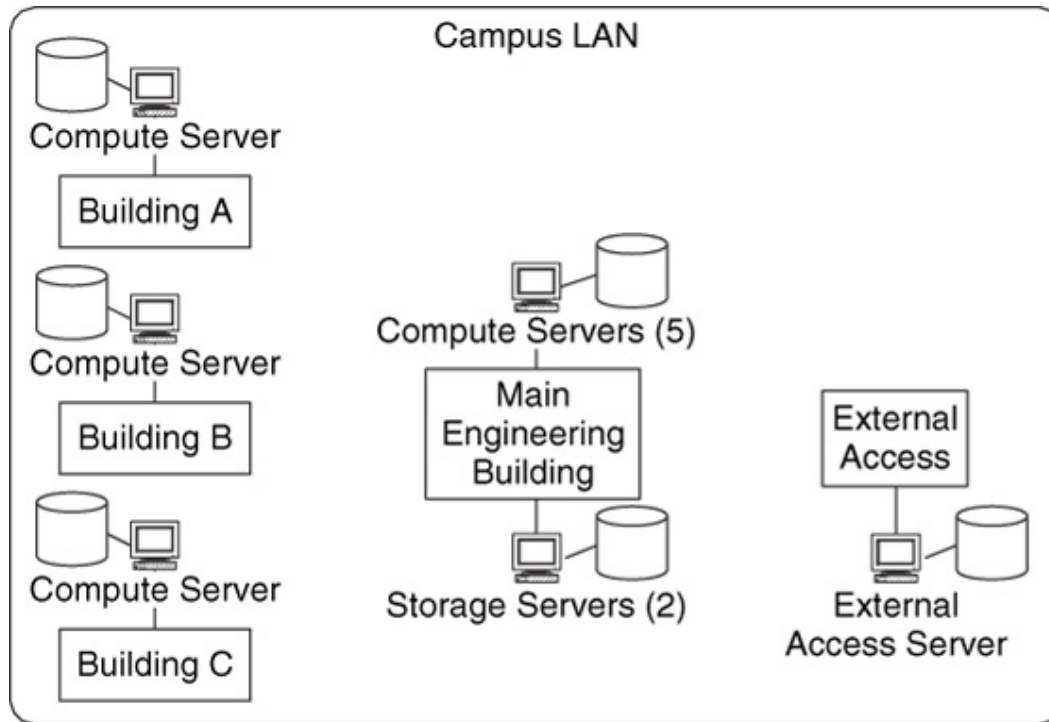 Campus LAN
Compute Server
Building A
Compute Server
Building B
Compute Server
Building C
Compute Servers (5)
Main
Engineering
Building
Storage Servers (2)
External
Access
External
Access Server